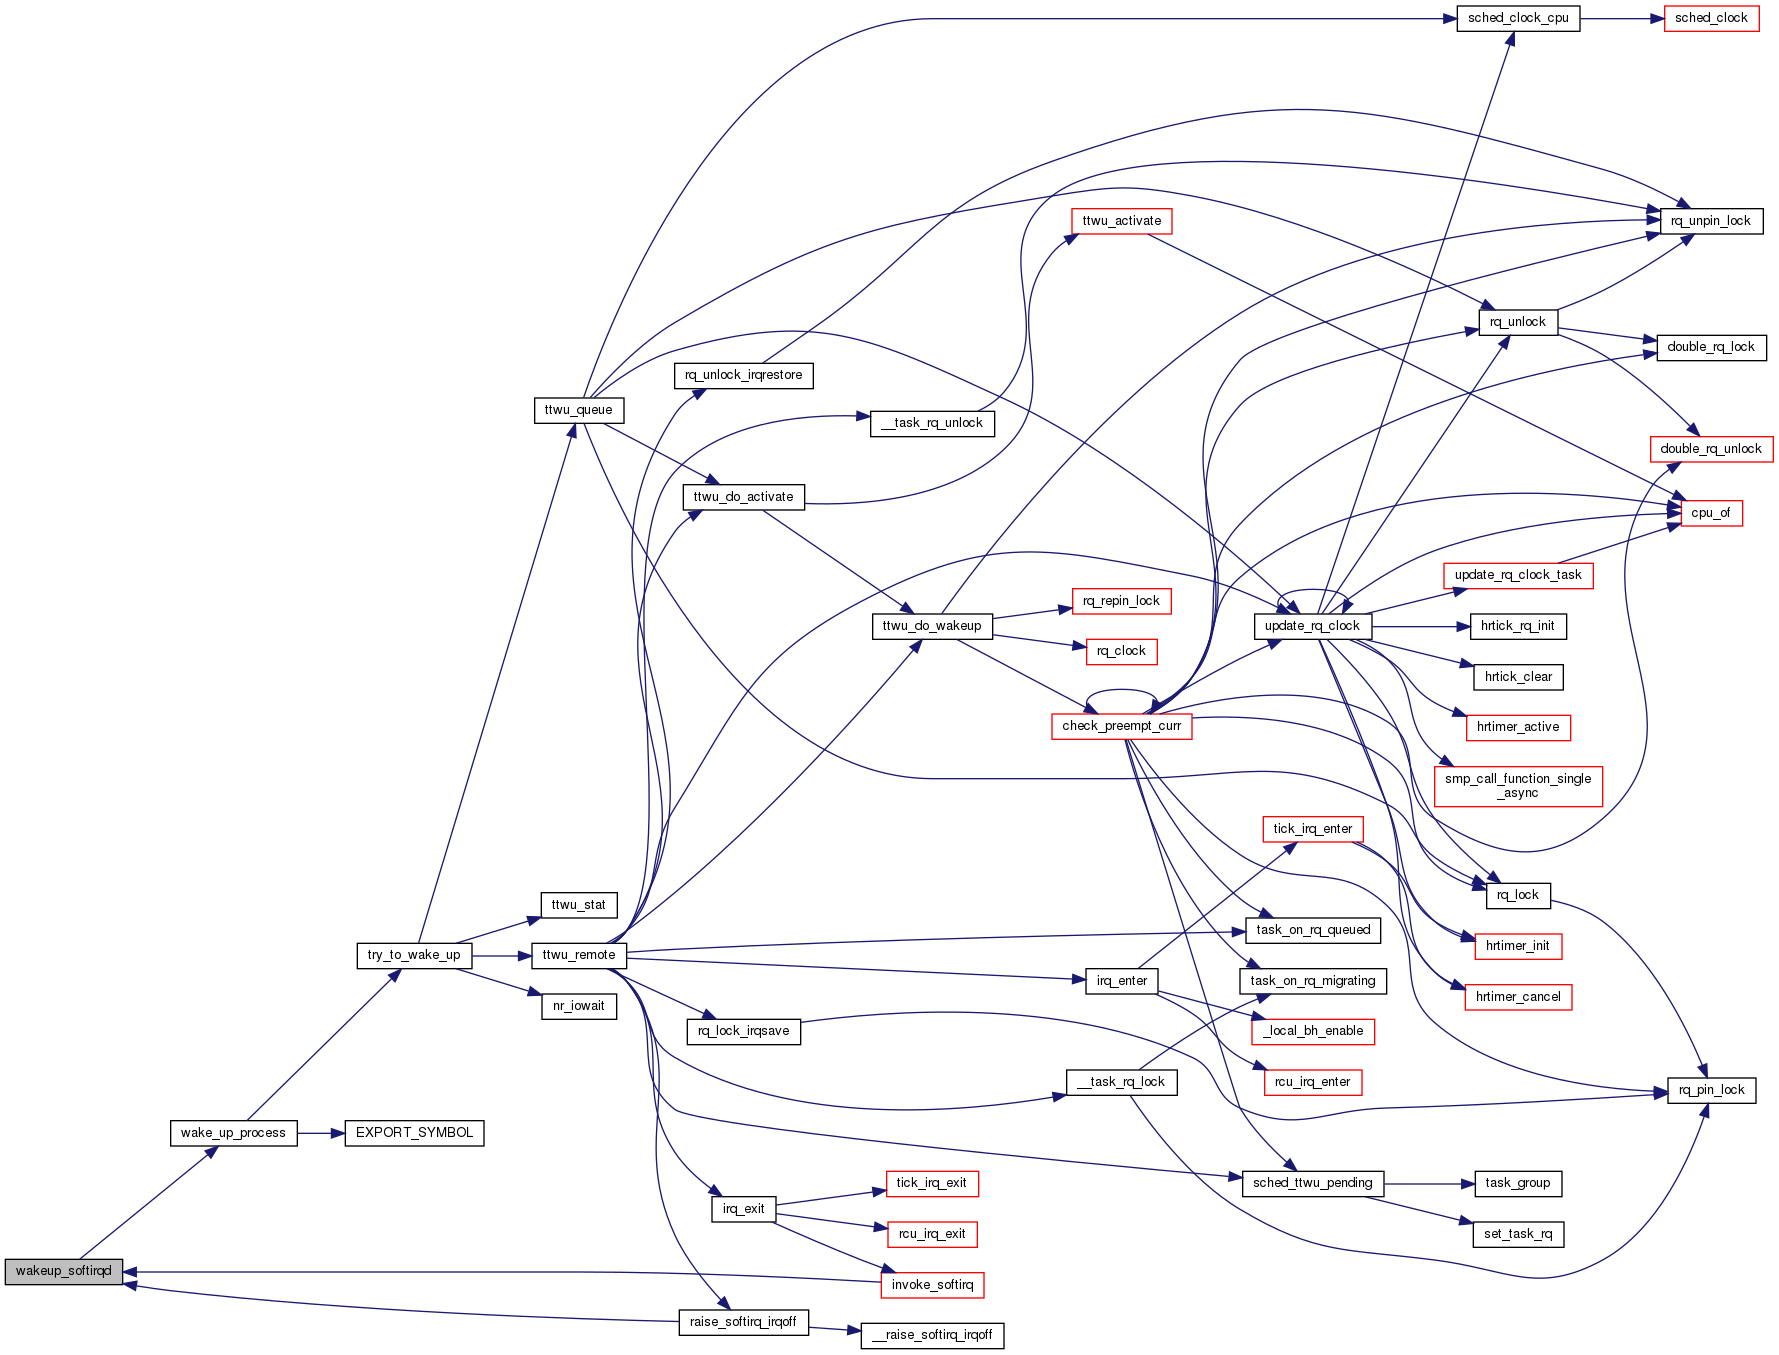 sched_clock_cpu
sched_clock
rq_unpin_lock
ttwu_activate
rq_unlock
double_rq_lock
rq_unlock_irqrestore
ttwu_queue
__task_rq_unlock
double_rq_unlock
ttwu_do_activate
cpu_of
update_rq_clock_task
rq_repin_lock
ttwu_do_wakeup
update_rq_clock
hrtick_rq_init
rq_clock
hrtick_clear
check_preempt_curr
hrtimer_active
smp_call_function_single
_async
tick_irq_enter
rq_lock
ttwu_stat
task_on_rq_queued
hrtimer_init
try_to_wake_up
ttwu_remote
irq_enter
task_on_rq_migrating
hrtimer_cancel
nr_iowait
rq_lock_irqsave
_local_bh_enable
__task_rq_lock
rcu_irq_enter
rq_pin_lock
wake_up_process
EXPORT_SYMBOL
tick_irq_exit
sched_ttwu_pending
task_group
irq_exit
rcu_irq_exit
set_task_rq
wakeup_softirqd
invoke_softirq
raise_softirq_irqoff
__raise_softirq_irqoff